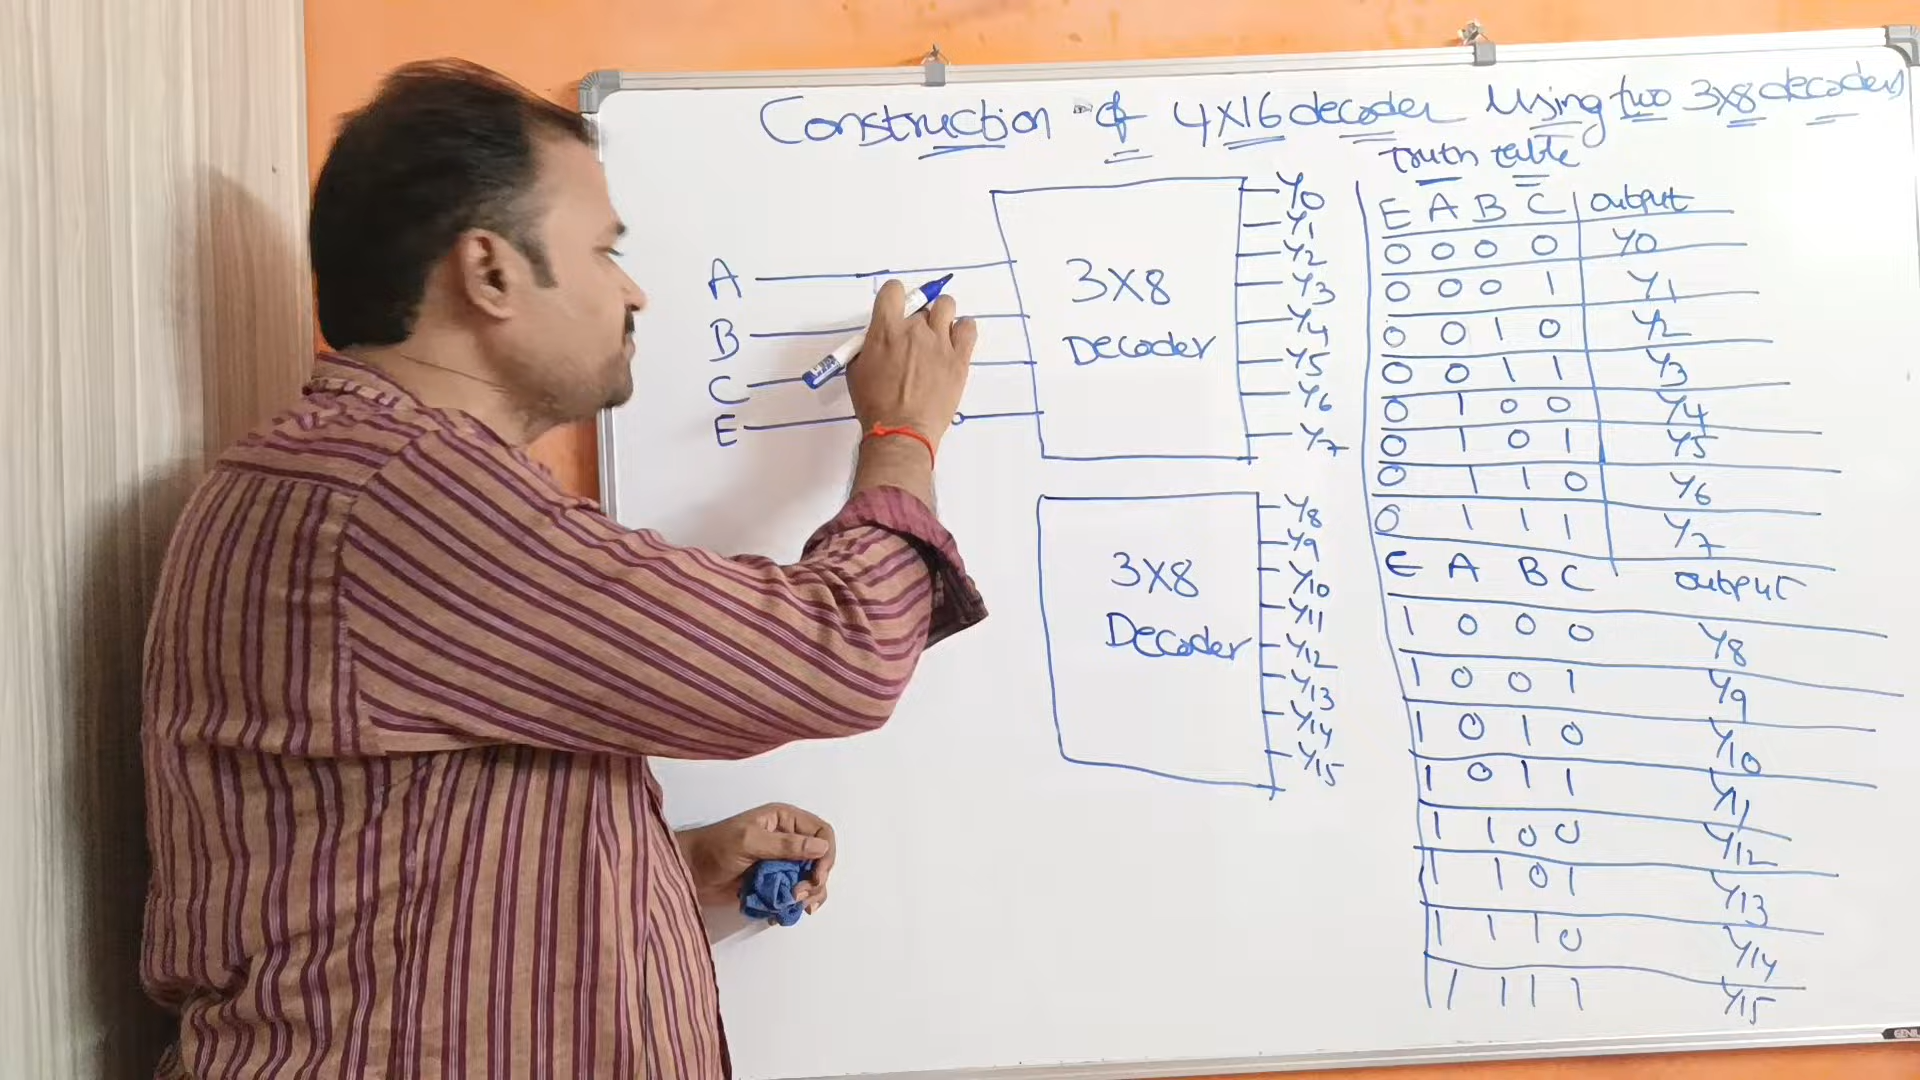 Construction of 4X16 decoder Using two 3X8 decoders
truth table
A
B
C
E
3X8
Decoder
Y0
Y1
Y2
Y3
Y4
Y5
Y6
Y7
3X8
Decoder
Y8
Y9
Y10
Y11
Y12
Y13
Y14
Y15
E A B C output
0 0 0 0 Y0
0 0 0 1 Y1
0 0 1 0 Y2
0 0 1 1 Y3
0 1 0 0 Y4
0 1 0 1 Y5
0 1 1 0 Y6
0 1 1 1 Y7
E A B C output
1 0 0 0 Y8
1 0 0 1 Y9
1 0 1 0 Y10
1 0 1 1 Y11
1 1 0 0 Y12
1 1 0 1 Y13
1 1 1 0 Y14
1 1 1 1 Y15